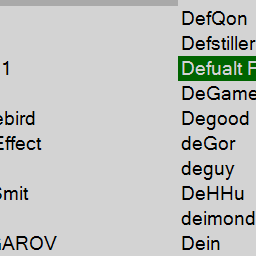 DefQon
Defstiller
1 Defualt F
DeGame
ebird Degood
Effect deGor
deguy
Smit DeHHu
deimond
GAROV Dein